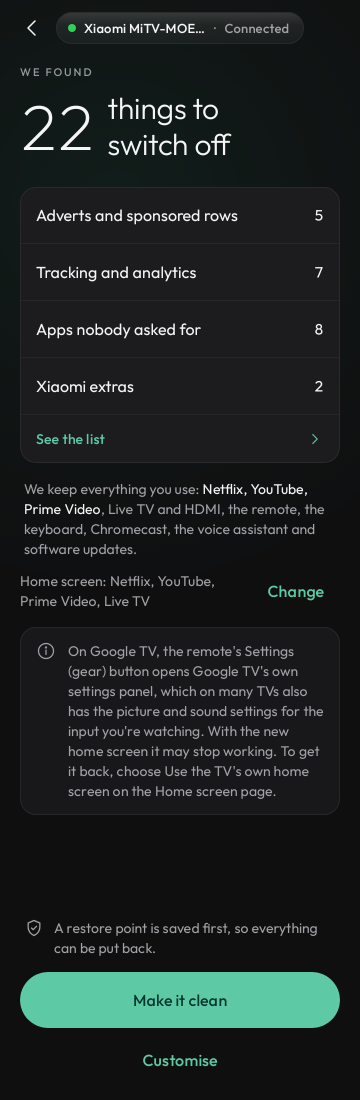 Xiaomi MiTV-MOE... · Connected
WE FOUND
22 things to
switch off
Adverts and sponsored rows 5
Tracking and analytics 7
Apps nobody asked for 8
Xiaomi extras 2
See the list
We keep everything you use: Netflix, YouTube,
Prime Video, Live TV and HDMI, the remote, the
keyboard, Chromecast, the voice assistant and
software updates.
Home screen: Netflix, YouTube,
Prime Video, Live TV
Change
On Google TV, the remote's Settings
(gear) button opens Google TV's own
settings panel, which on many TVs also
has the picture and sound settings for the
input you're watching. With the new
home screen it may stop working. To get
it back, choose Use the TV's own home
screen on the Home screen page.
A restore point is saved first, so everything
can be put back.
Make it clean
Customise